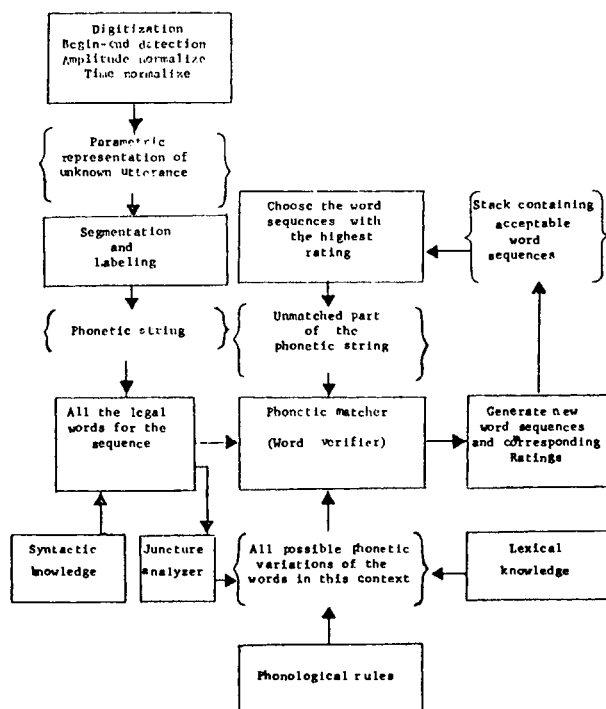 Digitization
Begin-end detection
Amplitude normalize
Time normalize
Parametric
representation of
unknown utterance
Segmentation
and
Labeling
Phonetic string
Choose the word
sequences with
the highest
rating
Stack containing
acceptable
word
sequences
Unmatched part
of the
phonetic string
All the legal
words for the
sequence
Phonetic matcher
(Word verifier)
Generate new
word sequences
and corresponding
Ratings
Syntactic
knowledge
Juncture
analyzer
All possible phonetic
variations of the
words in this context
Lexical
knowledge
Phonological rules